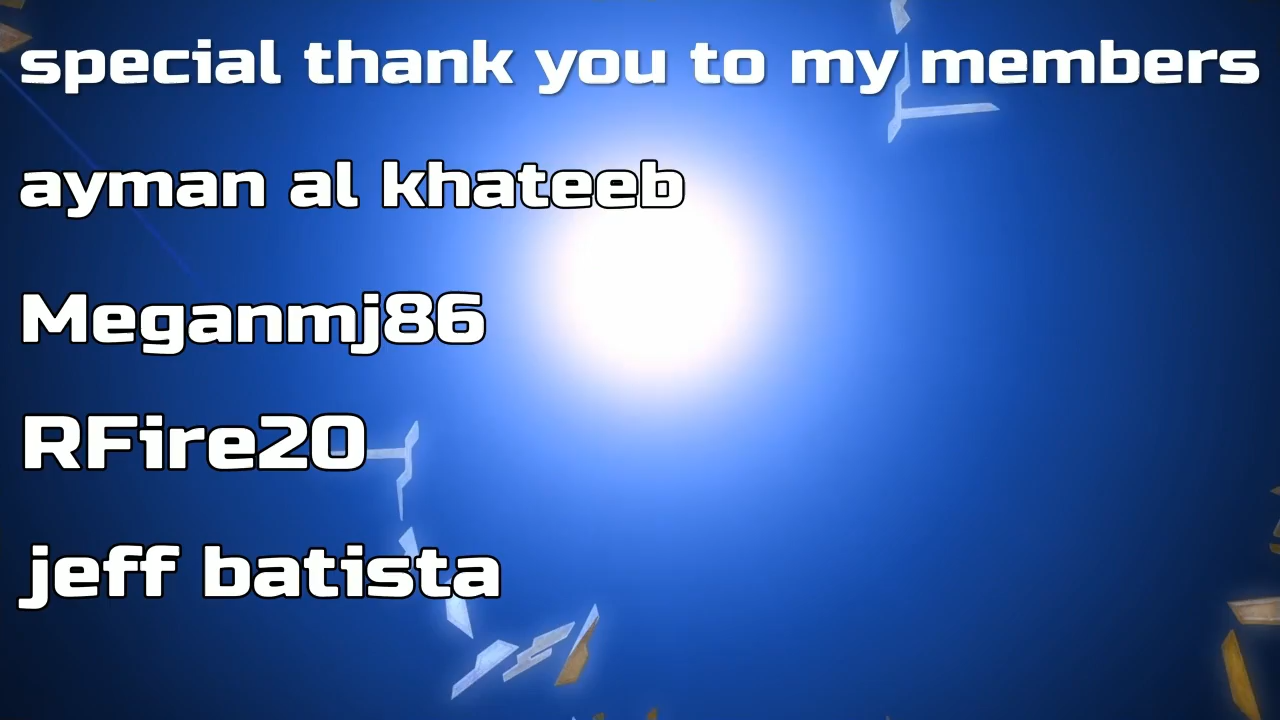 special thank you to my members
ayman al khateeb
Meganmj86
RFire20
jeff batista